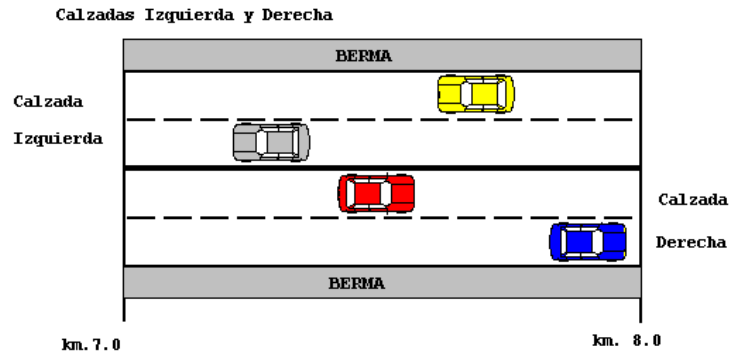 Calzadas Izquierda y Derecha
BERMA
Calzada
Izquierda
Calzada
Derecha
BERMA
km.7.0
km. 8.0